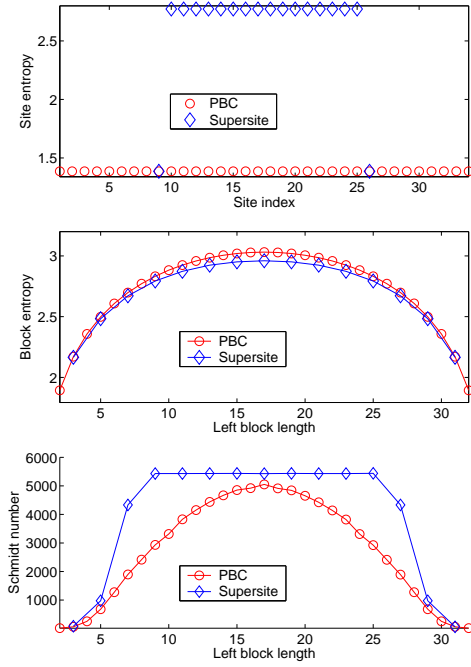 2.5
2
1.5
Site entropy
PBC
Supersite
5 10 15 20 25 30
Site index
3
2.5
2
Block entropy
PBC
Supersite
5 10 15 20 25 30
Left block length
6000
5000
4000
3000
2000
1000
Schmidt number
PBC
Supersite
5 10 15 20 25 30
Left block length